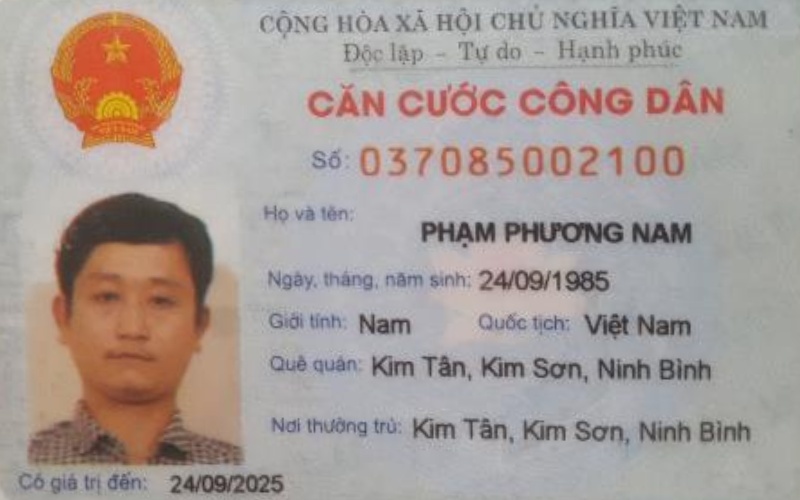 CỘNG HÒA XÃ HỘI CHỦ NGHĨA VIỆT NAM
Độc lập - Tự do - Hạnh phúc
CĂN CƯỚC CÔNG DÂN
Số: 037085002100
Họ và tên:
PHẠM PHƯƠNG NAM
Ngày, tháng, năm sinh: 24/09/1985
Giới tính: Nam Quốc tịch: Việt Nam
Quê quán: Kim Tân, Kim Sơn, Ninh Bình
Nơi thường trú: Kim Tân, Kim Sơn, Ninh Bình
Có giá trị đến: 24/09/2025